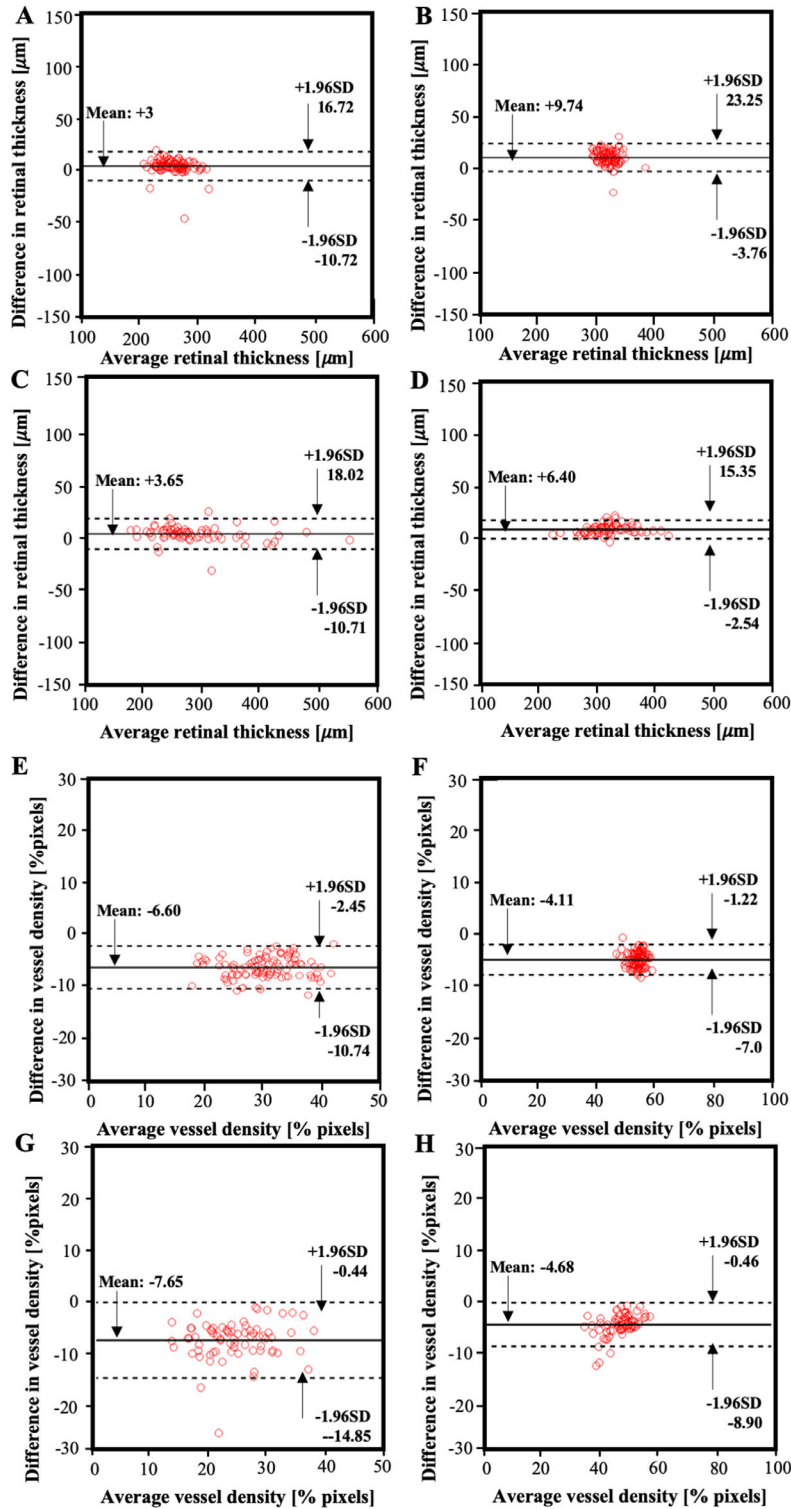 A
Difference in retinal thickness [μm]
150
100
50
0
-50
-100
-150
Mean: +3
+1.96SD
16.72
-1.96SD
-10.72
100 200 300 400 500 600
Average retinal thickness [μm]
B
Difference in retinal thickness [μm]
150
100
50
0
-50
-100
-150
Mean: +9.74
+1.96SD
23.25
-1.96SD
-3.76
100 200 300 400 500 600
Average retinal thickness [μm]
C
Difference in retinal thickness [μm]
150
100
50
0
-50
-100
-150
Mean: +3.65
+1.96SD
18.02
-1.96SD
-10.71
100 200 300 400 500 600
Average retinal thickness [μm]
D
Difference in retinal thickness [μm]
150
100
50
0
-50
-100
-150
Mean: +6.40
+1.96SD
15.35
-1.96SD
-2.54
100 200 300 400 500 600
Average retinal thickness [μm]
E
Difference in vessel density [%pixels]
30
20
10
0
-10
-20
-30
Mean: -6.60
+1.96SD
-2.45
-1.96SD
-10.74
0 10 20 30 40 50
Average vessel density [% pixels]
F
Difference in vessel density [%pixels]
30
20
10
0
-10
-20
-30
Mean: -4.11
+1.96SD
-1.22
-1.96SD
-7.0
0 20 40 60 80 100
Average vessel density [% pixels]
G
Difference in vessel density [%pixels]
30
20
10
0
-10
-20
-30
Mean: -7.65
+1.96SD
-0.44
-1.96SD
--14.85
0 10 20 30 40 50
Average vessel density [% pixels]
H
Difference in vessel density [%pixels]
30
20
10
0
-10
-20
-30
Mean: -4.68
+1.96SD
-0.46
-1.96SD
-8.90
0 20 40 60 80 100
Average vessel density [% pixels]